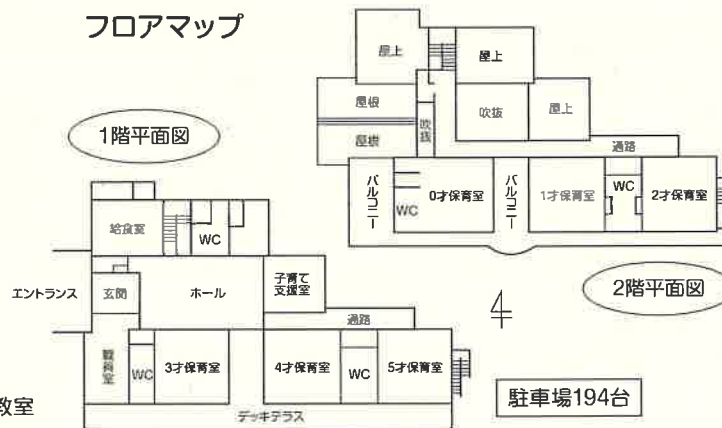 フロアマップ
1階平面図
屋上
屋上
屋根
屋根
吹抜
吹抜
屋上
通路
バルコニー
WC
0才保育室
バルコニー
1才保育室
WC
2才保育室
2階平面図
給食室
WC
エントランス
玄関
ホール
子育て
支援室
通路
職員室
WC
3才保育室
4才保育室
WC
5才保育室
デッキテラス
教室
駐車場194台